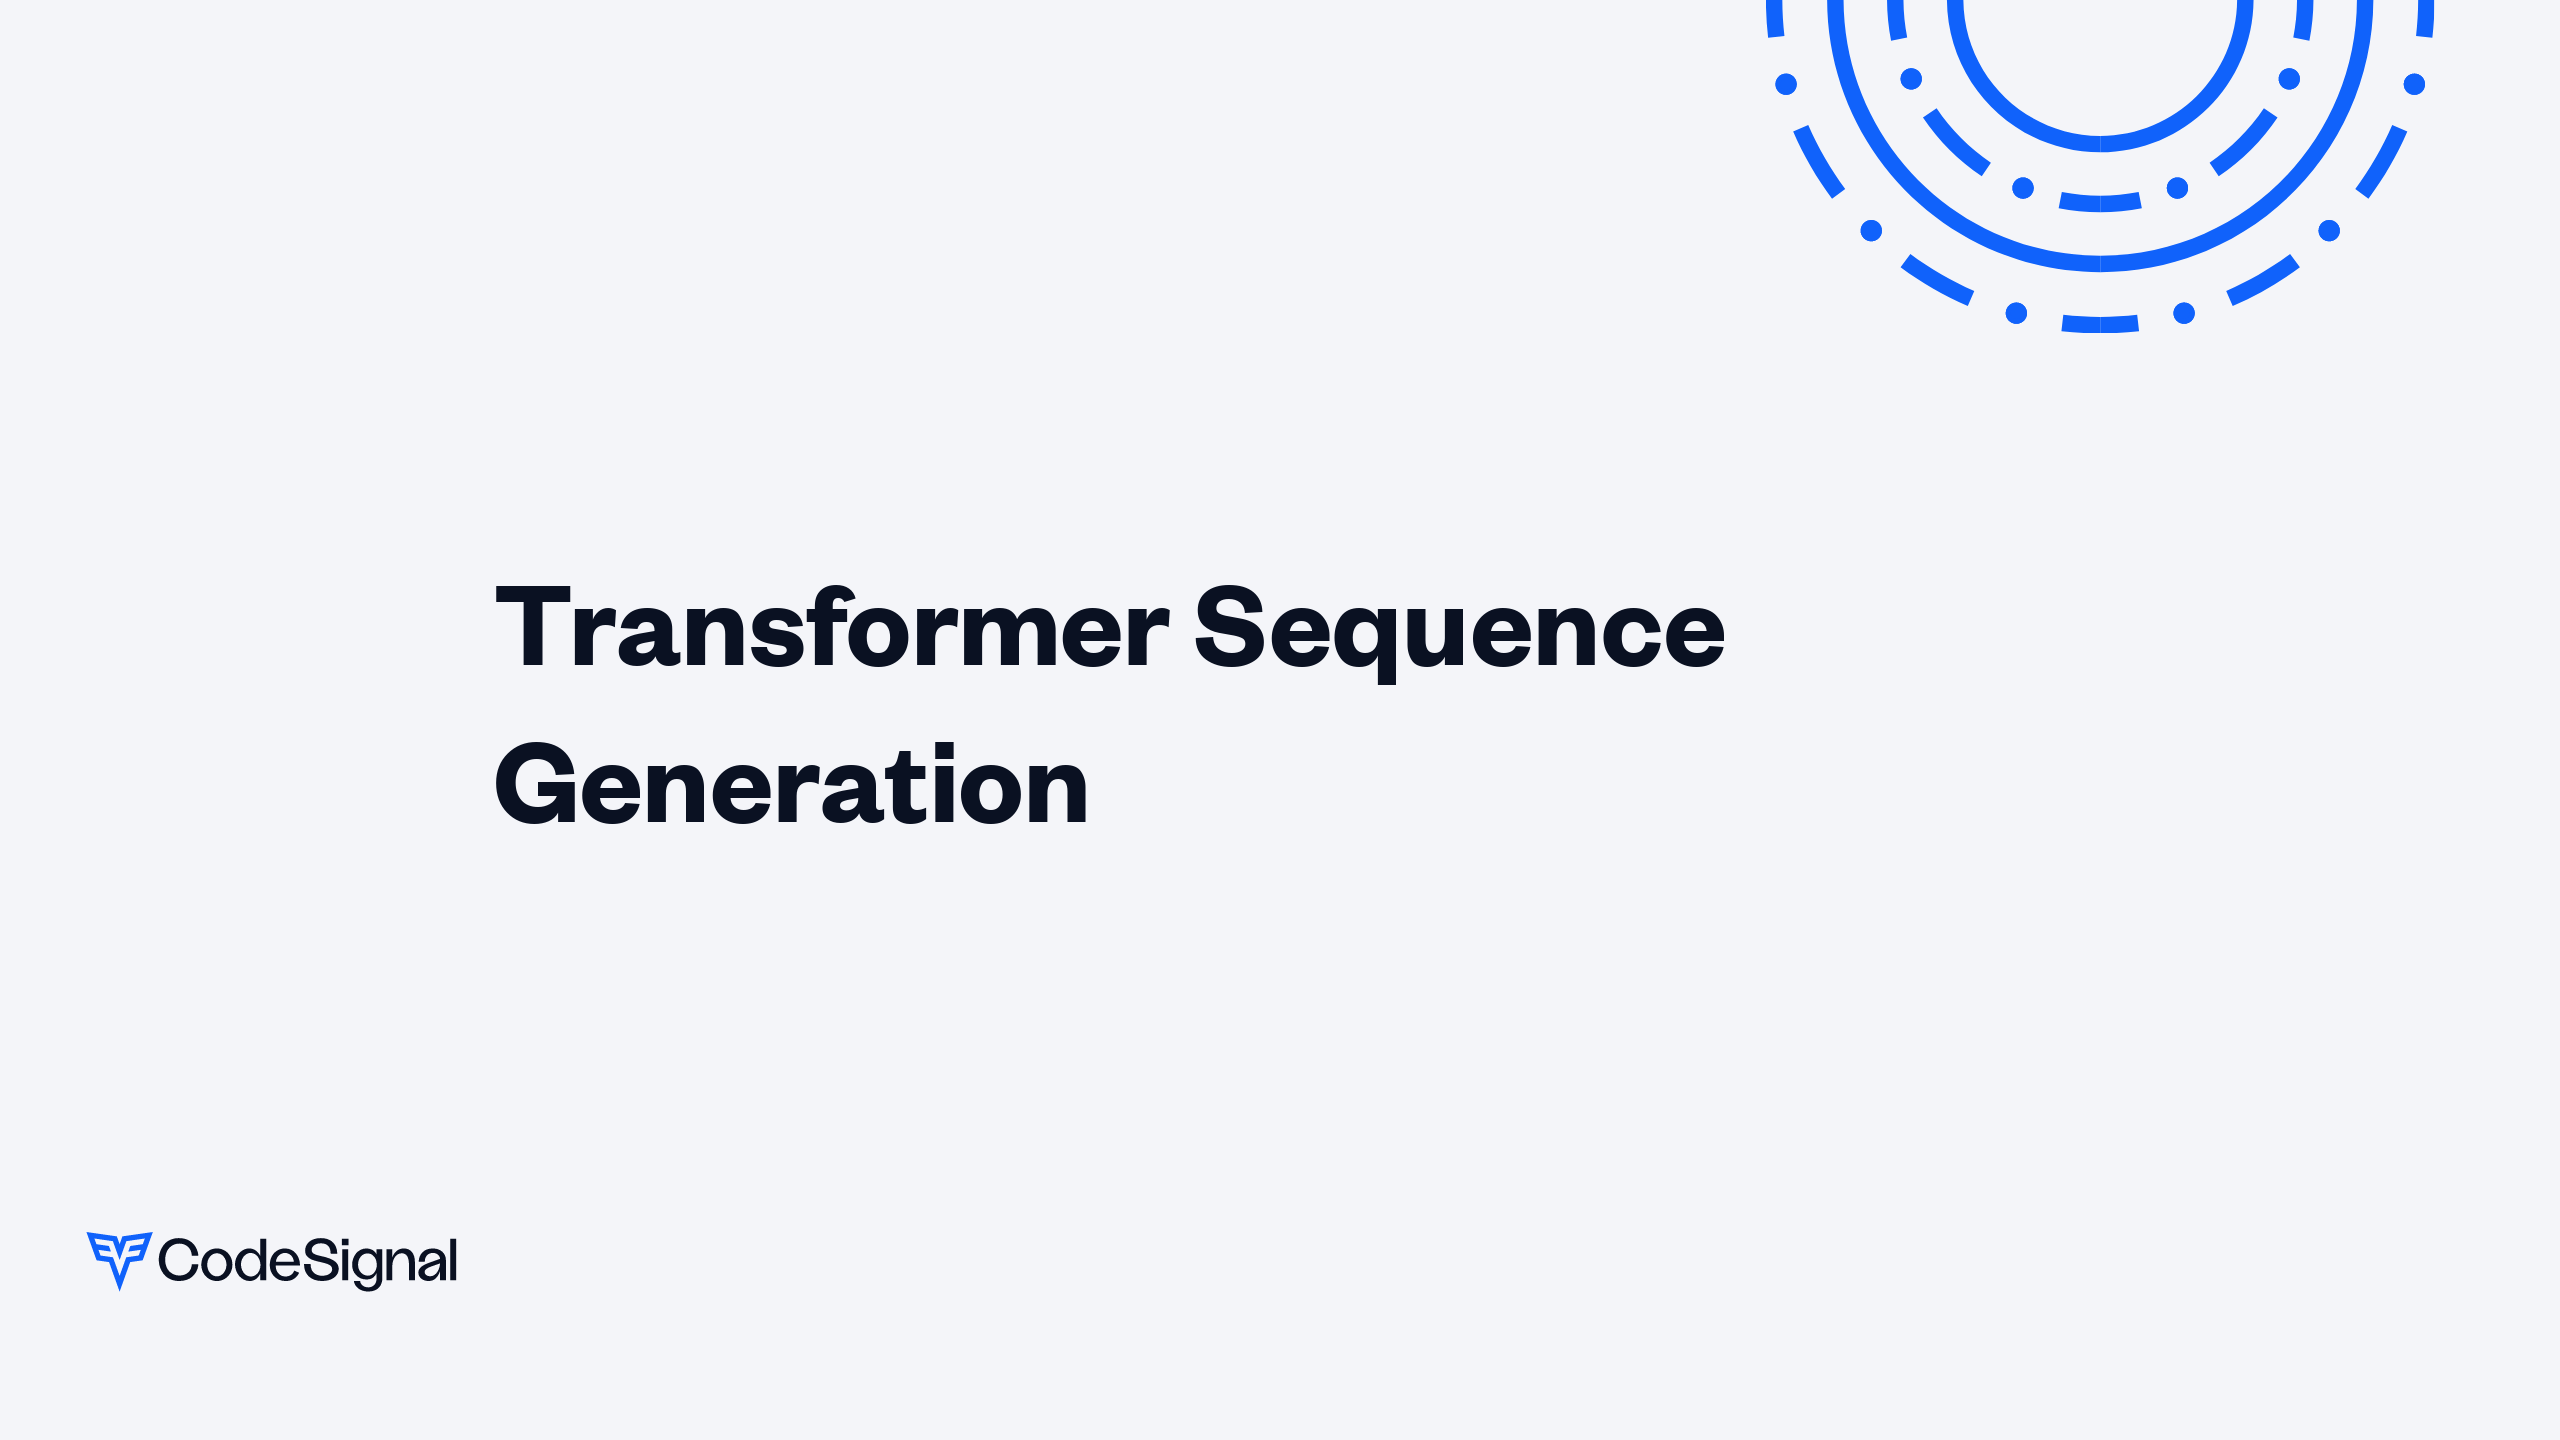 Transformer Sequence
Generation
CodeSignal